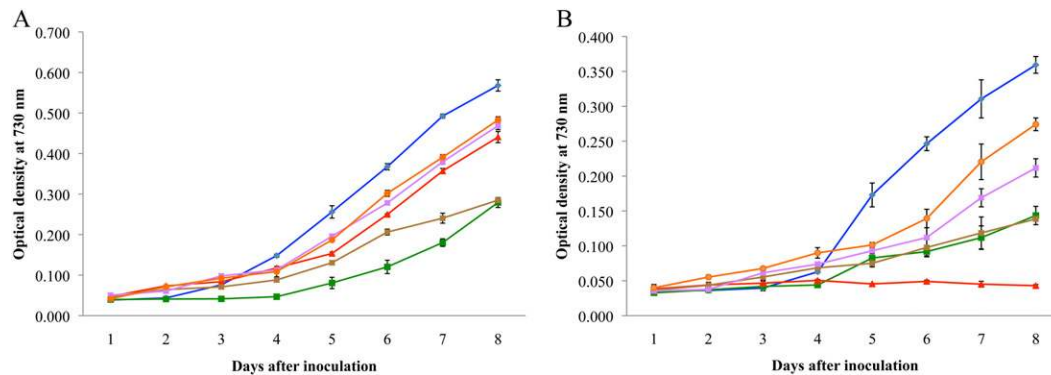 A
Optical density at 730 nm
0.700
0.600
0.500
0.400
0.300
0.200
0.100
0.000
1 2 3 4 5 6 7 8
Days after inoculation
B
Optical density at 730 nm
0.400
0.350
0.300
0.250
0.200
0.150
0.100
0.050
0.000
1 2 3 4 5 6 7 8
Days after inoculation